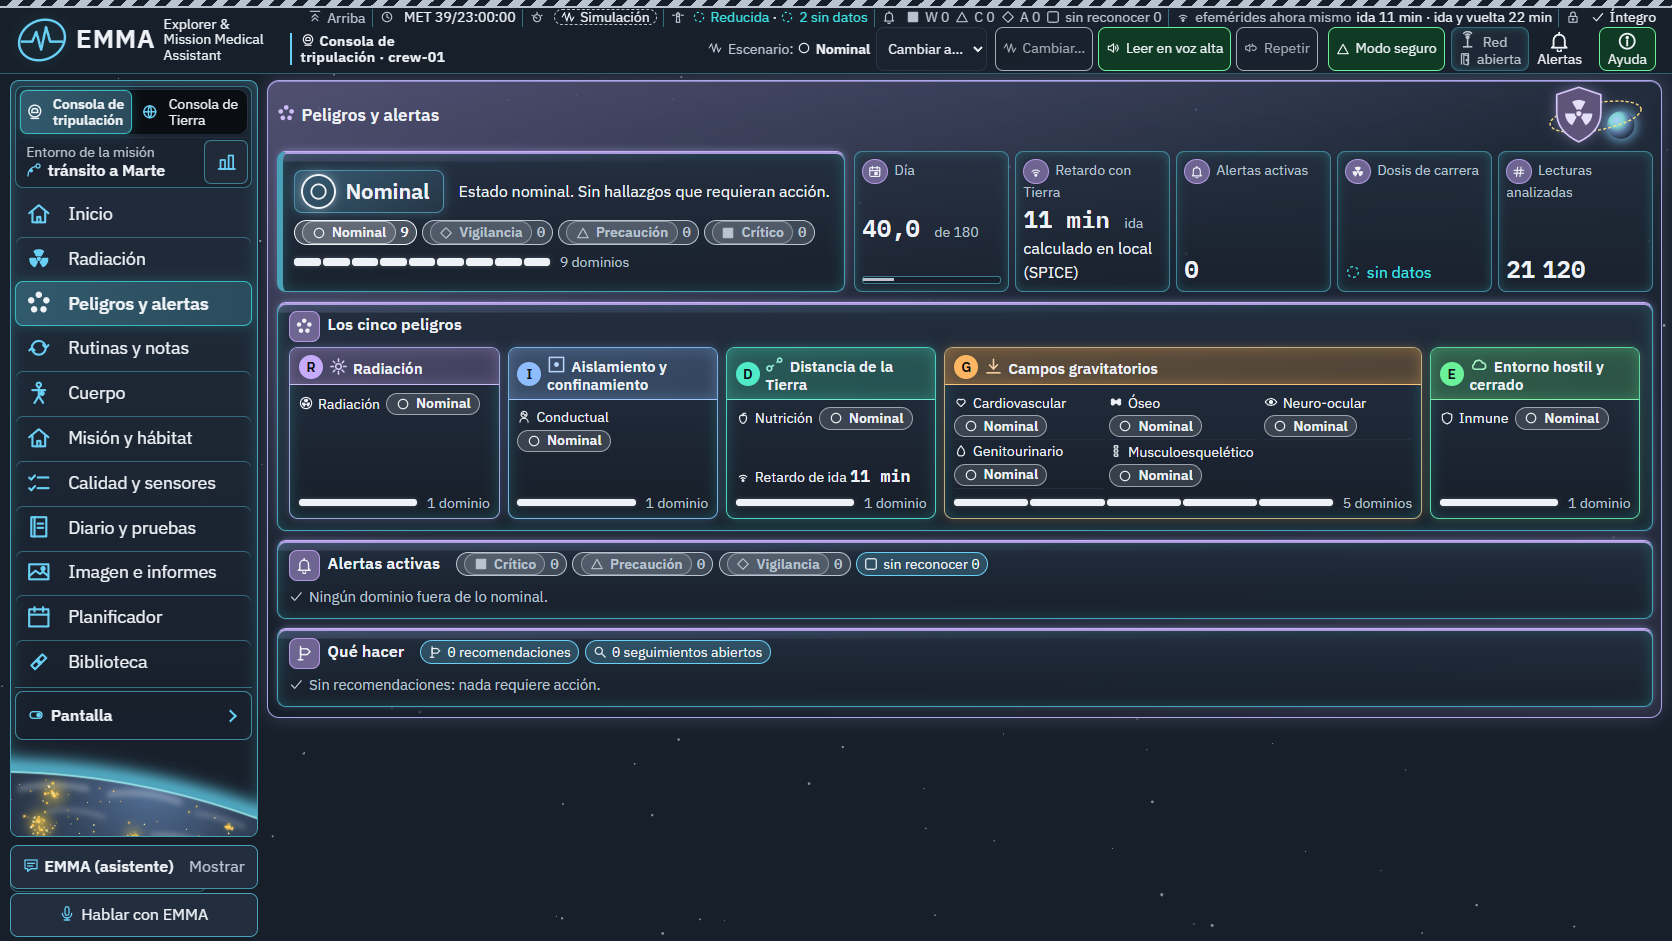 Arriba MET 39/23:00:00 Simulación Reducida · 2 sin datos W 0 C 0 A 0 sin reconocer 0 efemérides ahora mismo ida 11 min · ida y vuelta 22 min Íntegro
EMMA
Explorer &
Mission Medical
Assistant
Consola de
tripulación · crew-01
Escenario: Nominal Cambiar a... Cambiar... Leer en voz alta Repetir Modo seguro Red abierta Alertas Ayuda
Consola de
tripulación
Consola de
Tierra
Entorno de la misión
tránsito a Marte
Inicio
Radiación
Peligros y alertas
Rutinas y notas
Cuerpo
Misión y hábitat
Calidad y sensores
Diario y pruebas
Imagen e informes
Planificador
Biblioteca
Pantalla
EMMA (asistente) Mostrar
Hablar con EMMA
Peligros y alertas
Nominal Estado nominal. Sin hallazgos que requieran acción.
Nominal 9 Vigilancia 0 Precaución 0 Crítico 0
9 dominios
Día
40,0 de 180
Retardo con
Tierra
11 min ida
calculado en local
(SPICE)
Alertas activas
0
Dosis de carrera
sin datos
Lecturas
analizadas
21 120
Los cinco peligros
R Radiación
Radiación Nominal
1 dominio
I Aislamiento y
confinamiento
Conductual
Nominal
1 dominio
D Distancia de la
Tierra
Nutrición Nominal
Retardo de ida 11 min
1 dominio
G Campos gravitatorios
Cardiovascular Óseo Neuro-ocular
Nominal Nominal Nominal
Genitourinario Musculoesquelético
Nominal Nominal
5 dominios
E Entorno hostil y
cerrado
Inmune Nominal
1 dominio
Alertas activas Crítico 0 Precaución 0 Vigilancia 0 sin reconocer 0
Ningún dominio fuera de lo nominal.
Qué hacer 0 recomendaciones 0 seguimientos abiertos
Sin recomendaciones: nada requiere acción.